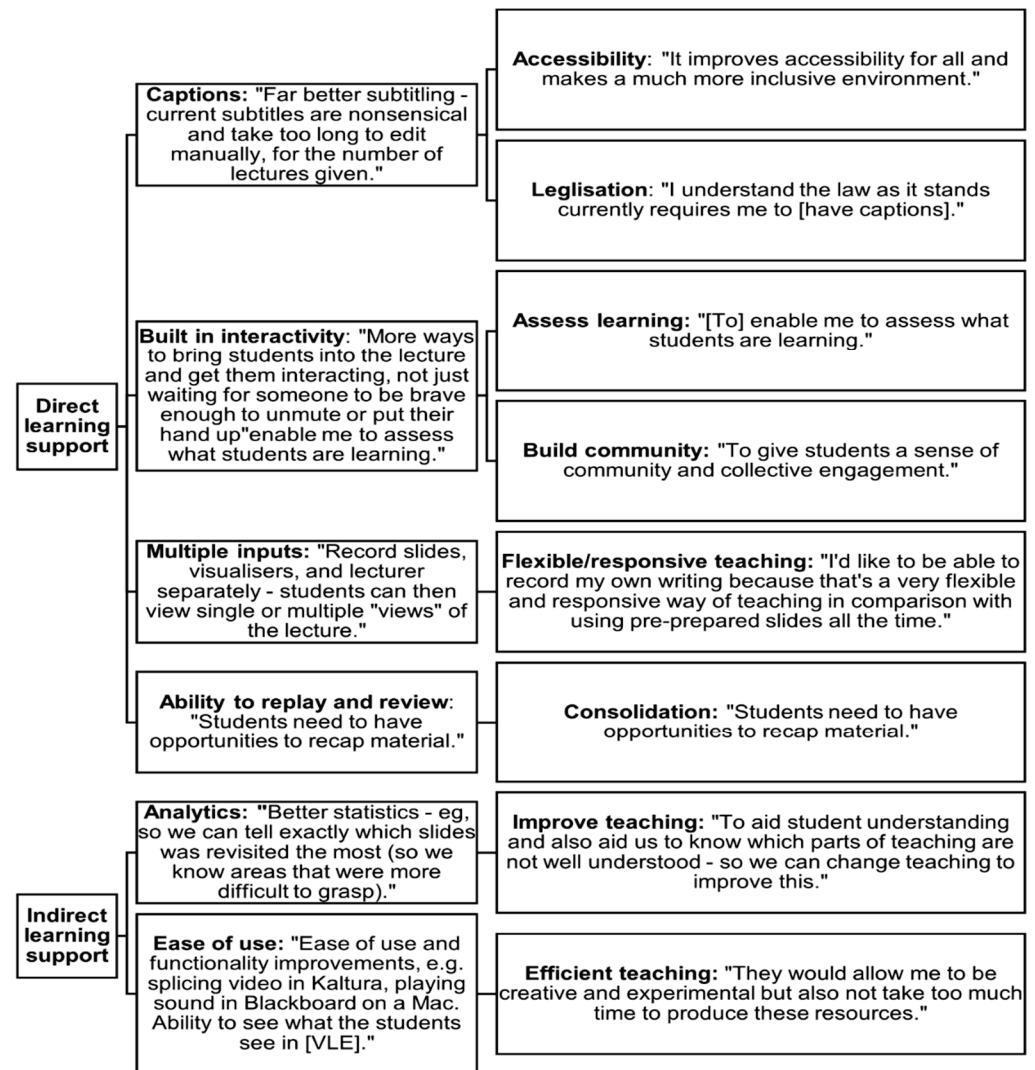 Accessibility: "It improves accessibility for all and
makes a much more inclusive environment."
Captions: "Far better subtitling -
current subtitles are nonsensical
and take too long to edit
manually, for the number of
lectures given."
Leglisation: "I understand the law as it stands
currently requires me to [have captions]."
Direct
learning
support
Built in interactivity: "More ways
to bring students into the lecture
and get them interacting, not just
waiting for someone to be brave
enough to unmute or put their
hand up"enable me to assess
what students are learning."
Assess learning: "[To] enable me to assess what
students are learning."
Build community: "To give students a sense of
community and collective engagement."
Multiple inputs: "Record slides,
visualisers, and lecturer
separately - students can then
view single or multiple "views" of
the lecture."
Flexible/responsive teaching: "I'd like to be able to
record my own writing because that's a very flexible
and responsive way of teaching in comparison with
using pre-prepared slides all the time."
Ability to replay and review:
"Students need to have
opportunities to recap material."
Consolidation: "Students need to have
opportunities to recap material."
Indirect
learning
support
Analytics: "Better statistics - eg,
so we can tell exactly which slides
was revisited the most (so we
know areas that were more
difficult to grasp)."
Improve teaching: "To aid student understanding
and also aid us to know which parts of teaching are
not well understood - so we can change teaching to
improve this."
Ease of use: "Ease of use and
functionality improvements, e.g.
splicing video in Kaltura, playing
sound in Blackboard on a Mac.
Ability to see what the students
see in [VLE]."
Efficient teaching: "They would allow me to be
creative and experimental but also not take too much
time to produce these resources."